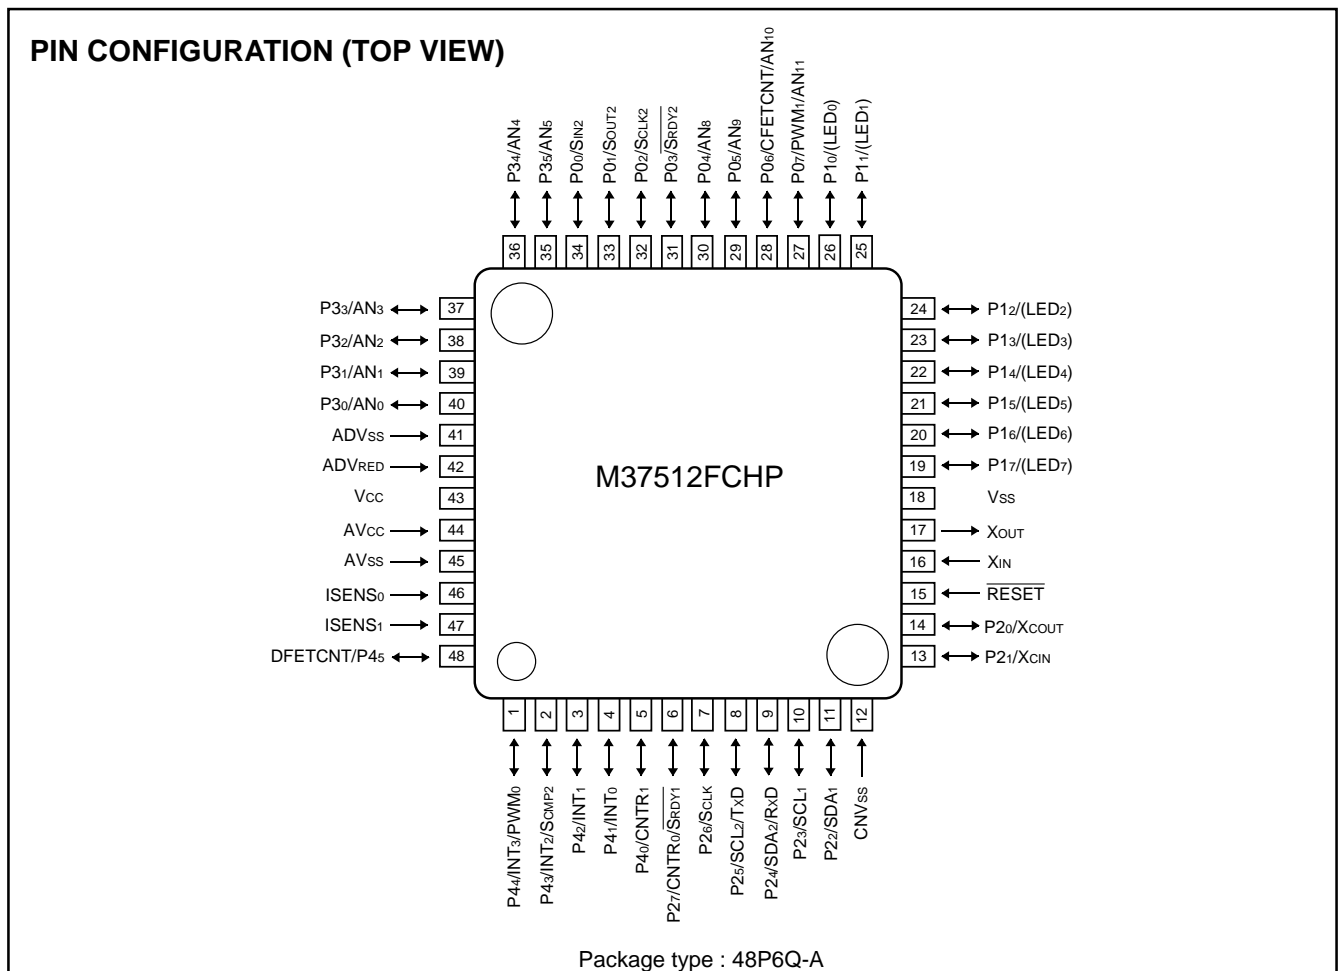 PIN CONFIGURATION (TOP VIEW)
P34/AN4
P35/AN5
P00/SIN2
P01/SOUT2
P02/SCLK2
P03/SRDY2
P04/AN8
P05/AN9
P06/CFETCNT/AN10
P07/PWM1/AN11
P10/(LED0)
P11/(LED1)
36 35 34 33 32 31 30 29 28 27 26 25
P33/AN3 37
P32/AN2 38
P31/AN1 39
P30/AN0 40
ADVSS 41
ADVRED 42
VCC 43
AVCC 44
AVSS 45
ISENS0 46
ISENS1 47
DFETCNT/P45 48
M37512FCHP
24 P12/(LED2)
23 P13/(LED3)
22 P14/(LED4)
21 P15/(LED5)
20 P16/(LED6)
19 P17/(LED7)
18 VSS
17 XOUT
16 XIN
15 RESET
14 P20/XCOUT
13 P21/XCIN
1 2 3 4 5 6 7 8 9 10 11 12
P44/INT3/PWM0
P43/INT2/SCMP2
P42/INT1
P41/INT0
P40/CNTR1
P27/CNTR0/SRDY1
P26/SCLK
P25/SCL2/TxD
P24/SDA2/RxD
P23/SCL1
P22/SDA1
CNVSS
Package type : 48P6Q-A